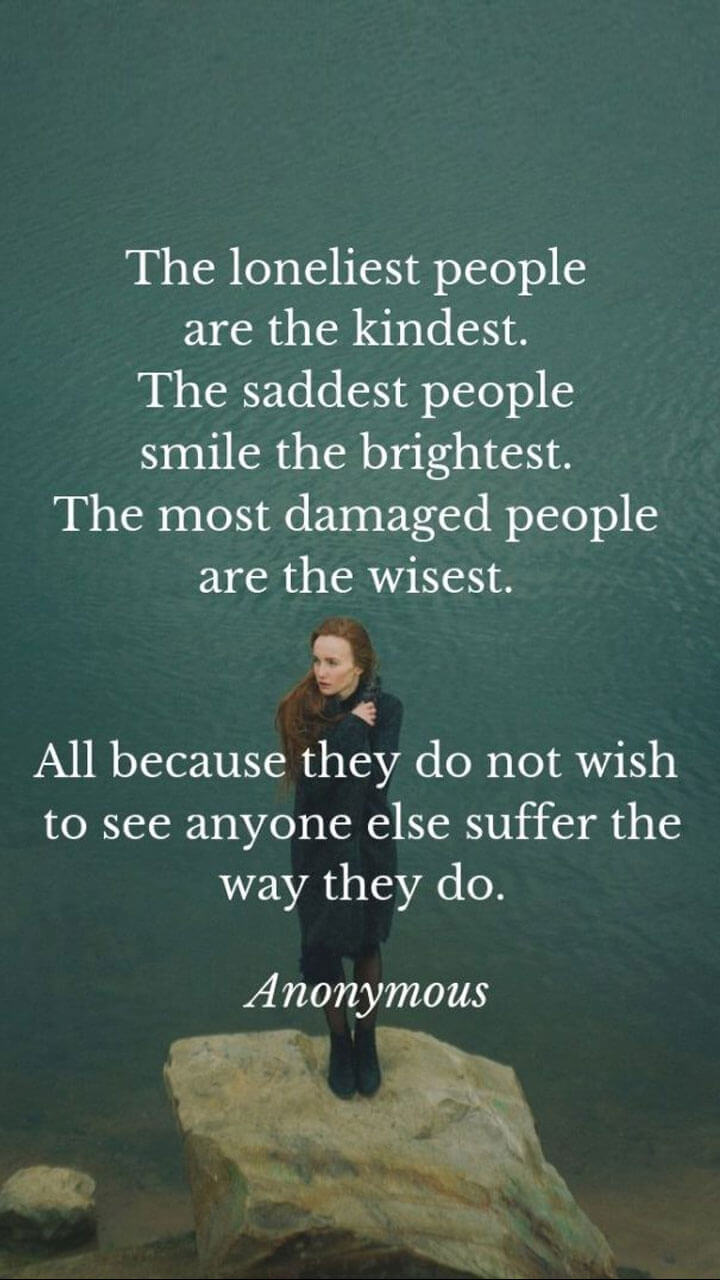 The loneliest people
are the kindest.
The saddest people
smile the brightest.
The most damaged people
are the wisest.
All because they do not wish
to see anyone else suffer the
way they do.
Anonymous